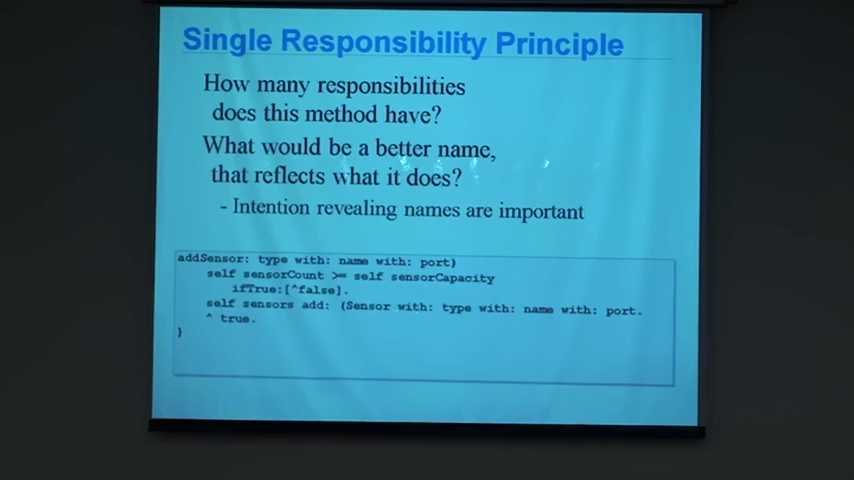 Single Responsibility Principle
How many responsibilities
does this method have?
What would be a better name,
that reflects what it does?
- Intention revealing names are important
addSensor: type with: name with: port)
self sensorCount >= self sensorCapacity
ifTrue:[^false].
self sensors add: (Sensor with: type with: name with: port.
^ true.
}